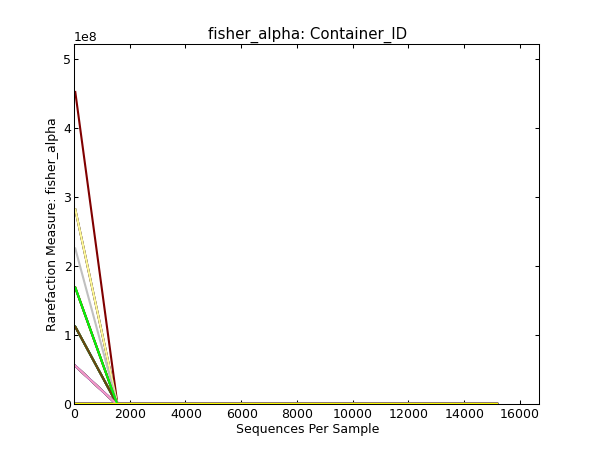 fisher_alpha: Container_ID
1e8
5
4
3
2
1
0
Rarefaction Measure: fisher_alpha
0 2000 4000 6000 8000 10000 12000 14000 16000
Sequences Per Sample